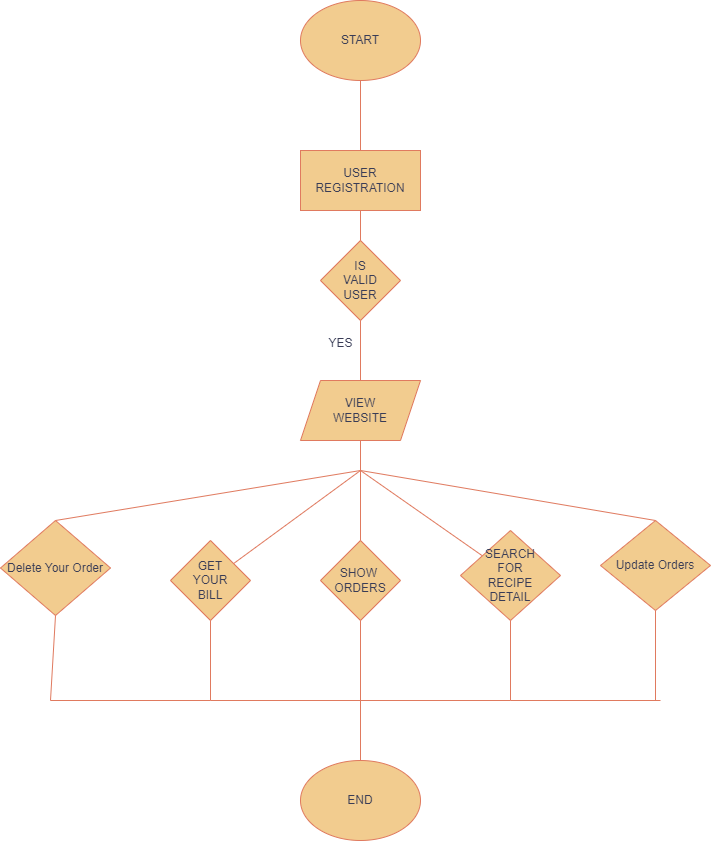 START
USER
REGISTRATION
IS
VALID
USER
YES
VIEW
WEBSITE
Delete Your Order
GET
YOUR
BILL
SHOW
ORDERS
SEARCH
FOR
RECIPE
DETAIL
Update Orders
END